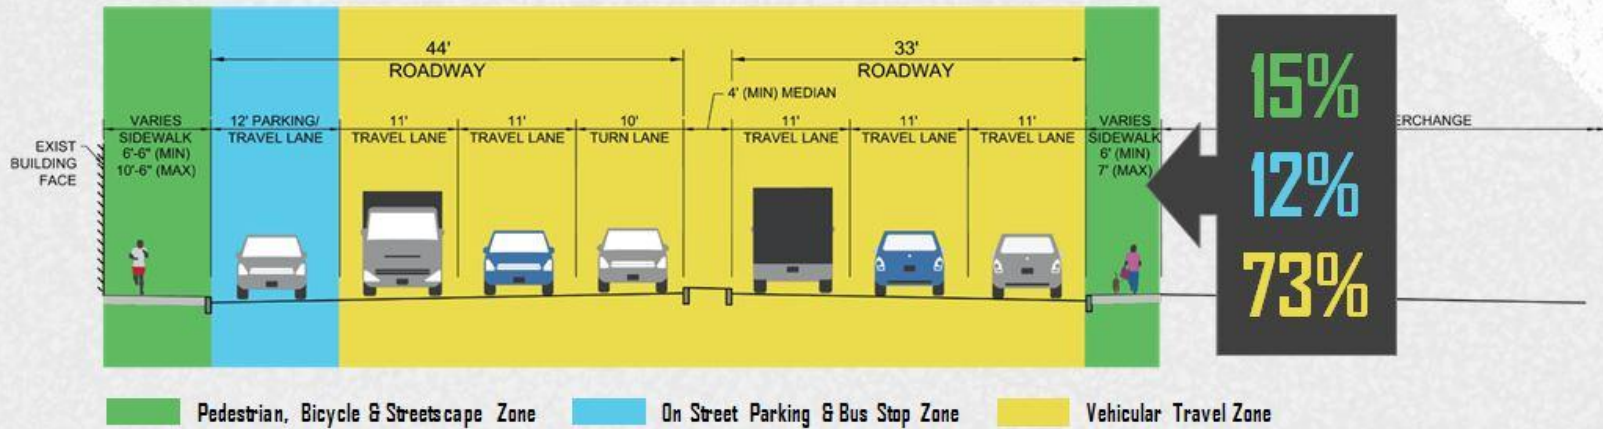 44'
ROADWAY
33'
ROADWAY
4' (MIN) MEDIAN
EXIST
BUILDING
FACE
VARIES
SIDEWALK
6'-6" (MIN)
10'-6" (MAX)
12' PARKING/
TRAVEL LANE
11'
TRAVEL LANE
11'
TRAVEL LANE
10'
TURN LANE
11'
TRAVEL LANE
11'
TRAVEL LANE
11'
TRAVEL LANE
VARIES
SIDEWALK
6' (MIN)
7' (MAX)
ERCHANGE
15%
12%
73%
Pedestrian, Bicycle & Streetscape Zone
On Street Parking & Bus Stop Zone
Vehicular Travel Zone